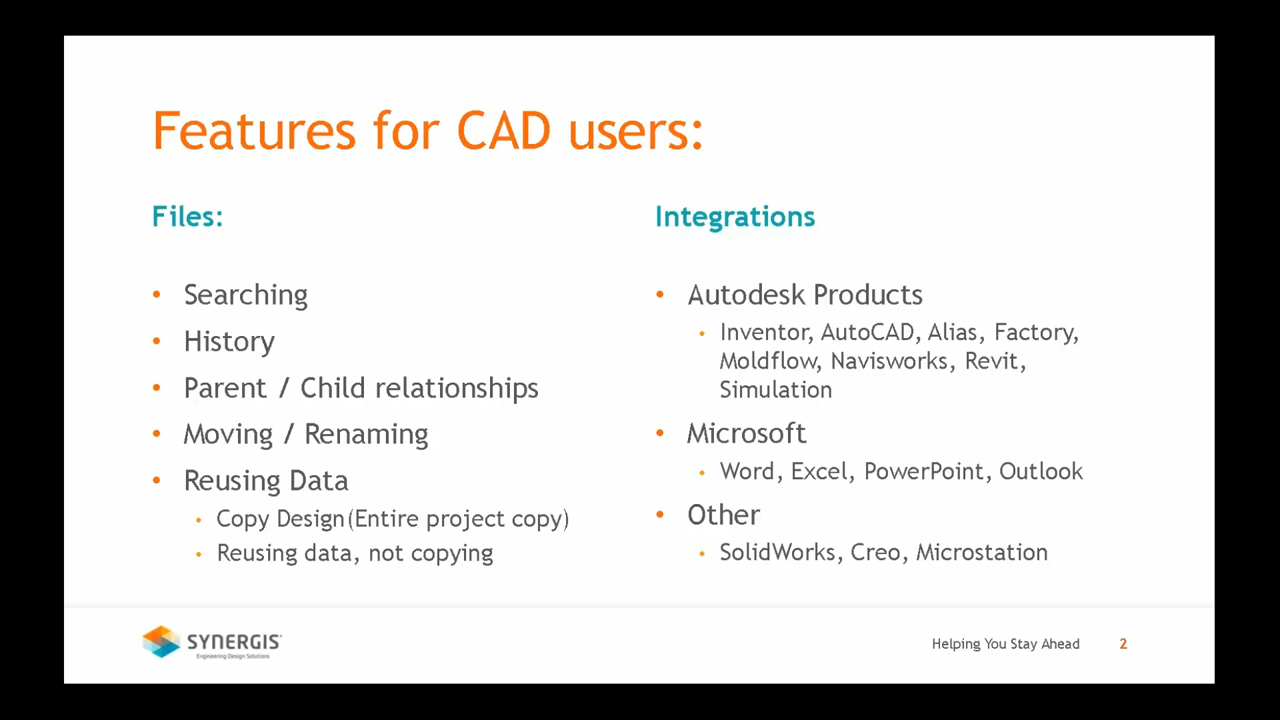 Features for CAD users:
Files:
• Searching
• History
• Parent / Child relationships
• Moving / Renaming
• Reusing Data
• Copy Design(Entire project copy)
• Reusing data, not copying
Integrations
• Autodesk Products
• Inventor, AutoCAD, Alias, Factory,
Moldflow, Navisworks, Revit,
Simulation
• Microsoft
• Word, Excel, PowerPoint, Outlook
• Other
• SolidWorks, Creo, Microstation
SYNERGIS
Engineering Design Solutions
Helping You Stay Ahead
2